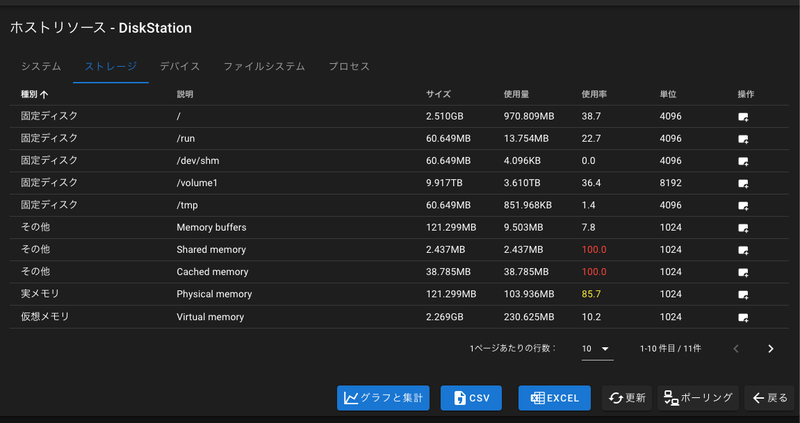 ホストリソース - DiskStation
システム ストレージ デバイス ファイルシステム プロセス
種別 説明 サイズ 使用量 使用率 単位 操作
固定ディスク / 2.510GB 970.809MB 38.7 4096
固定ディスク /run 60.649MB 13.754MB 22.7 4096
固定ディスク /dev/shm 60.649MB 4.096KB 0.0 4096
固定ディスク /volume1 9.917TB 3.610TB 36.4 8192
固定ディスク /tmp 60.649MB 851.968KB 1.4 4096
その他 Memory buffers 121.299MB 9.503MB 7.8 1024
その他 Shared memory 2.437MB 2.437MB 100.0 1024
その他 Cached memory 38.785MB 38.785MB 100.0 1024
実メモリ Physical memory 121.299MB 103.936MB 85.7 1024
仮想メモリ Virtual memory 2.269GB 230.625MB 10.2 1024
1ページあたりの行数： 10 1-10 件目 / 11件
グラフと集計 CSV EXCEL 更新 ポーリング 戻る